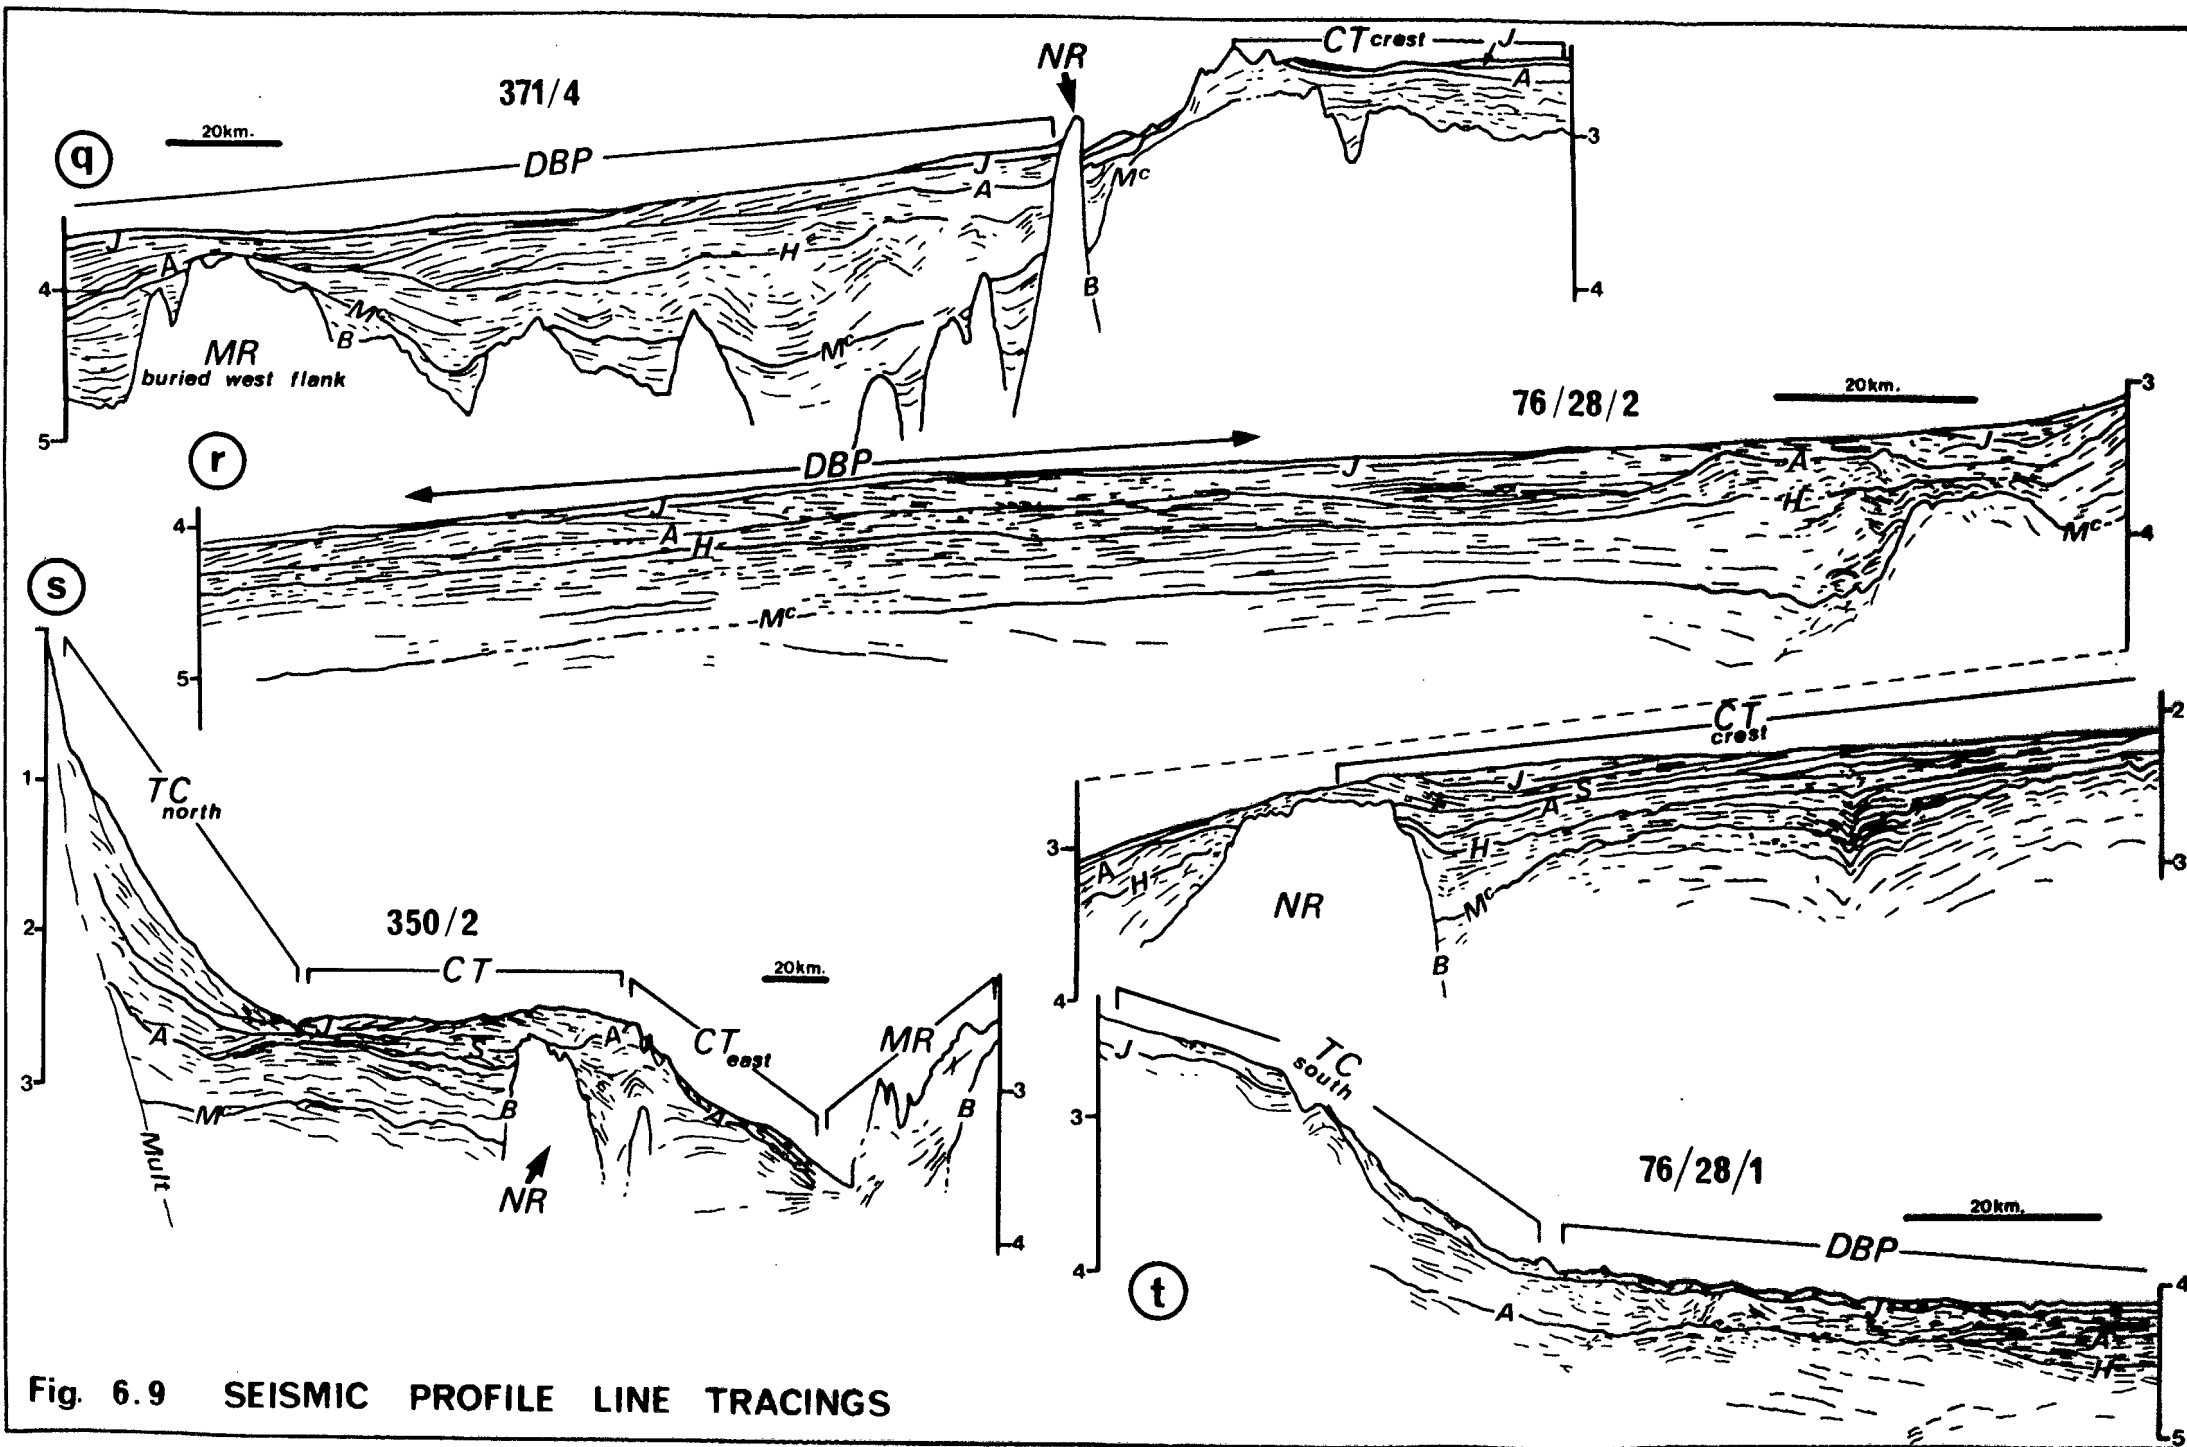 371/4
20km.
q
DBP
NR
CT crest
J
A
3
4
J
A
J
A
H
Mc
B
4
5
MR
buried west flank
Mc
B
Mc
76/28/2
20km.
3
4
r
DBP
J
J
A
H
A
H
J
Mc
Mc
4
5
s
TC
north
1
2
3
350/2
CT
20km.
J
A
Mc
Mult
B
NR
A
CT
east
A
MR
B
3
4
CT
crest
2
3
3
4
A
H
NR
J
A
S
H
Mc
B
TC
south
J
3
4
t
76/28/1
20km.
DBP
J
A
A
H
4
5
Fig. 6.9 SEISMIC PROFILE LINE TRACINGS